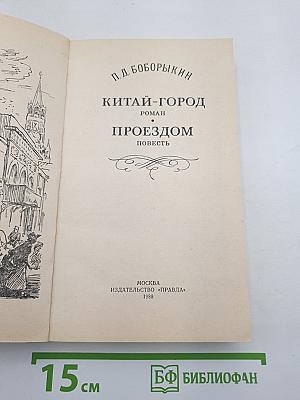 П. Д. БОБОРЫКИН
КИТАЙ-ГОРОД
РОМАН
•
ПРОЕЗДОМ
ПОВЕСТЬ
МОСКВА
ИЗДАТЕЛЬСТВО «ПРАВДА»
1988
15 см
БФ БИБЛИОФАН